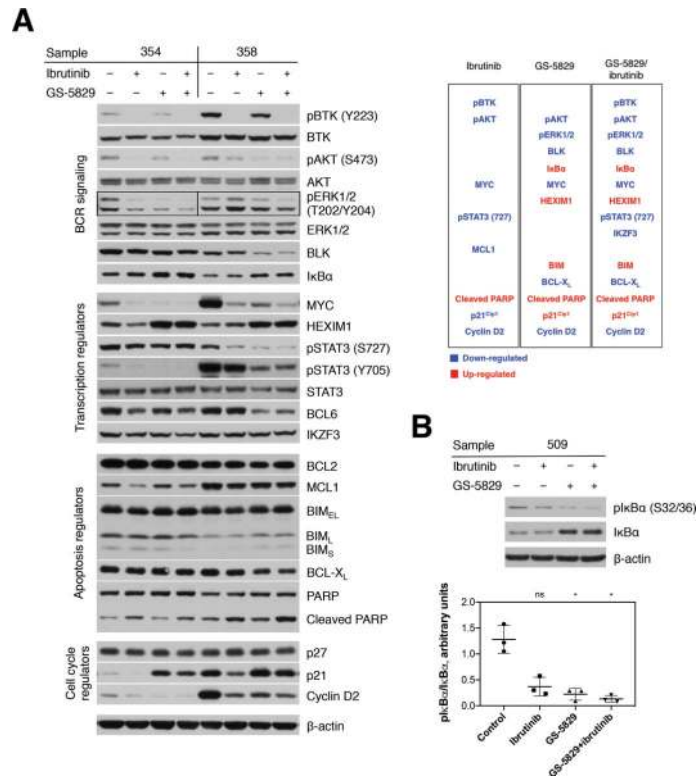 A
Sample 354 358
Ibrutinib – + – + – + – +
GS-5829 – – + + – – + +
BCR signaling
pBTK (Y223)
BTK
pAKT (S473)
AKT
pERK1/2
(T202/Y204)
ERK1/2
BLK
IκBα
Transcription regulators
MYC
HEXIM1
pSTAT3 (S727)
pSTAT3 (Y705)
STAT3
BCL6
IKZF3
Apoptosis regulators
BCL2
MCL1
BIMEL
BIML
BIMS
BCL-XL
PARP
Cleaved PARP
Cell cycle
regulators
p27
p21
Cyclin D2
β-actin
Ibrutinib GS-5829 GS-5829/
ibrutinib
pBTK pBTK
pAKT pAKT pAKT
pERK1/2 pERK1/2
BLK BLK
IκBα IκBα
MYC MYC MYC
HEXIM1 HEXIM1
pSTAT3 (727) pSTAT3 (727)
IKZF3
MCL1
BIM BIM
BCL-XL BCL-XL
Cleaved PARP Cleaved PARP Cleaved PARP
p21Cip1 p21Cip1 p21Cip1
Cyclin D2 Cyclin D2 Cyclin D2
Down-regulated
Up-regulated
B
Sample 509
Ibrutinib – + – +
GS-5829 – – + +
pIκBα (S32/36)
IκBα
β-actin
pIκBα/IκBα, arbitrary units
ns * *
2.0
1.5
1.0
0.5
0.0
Control
Ibrutinib
GS-5829
GS-5829+ibrutinib